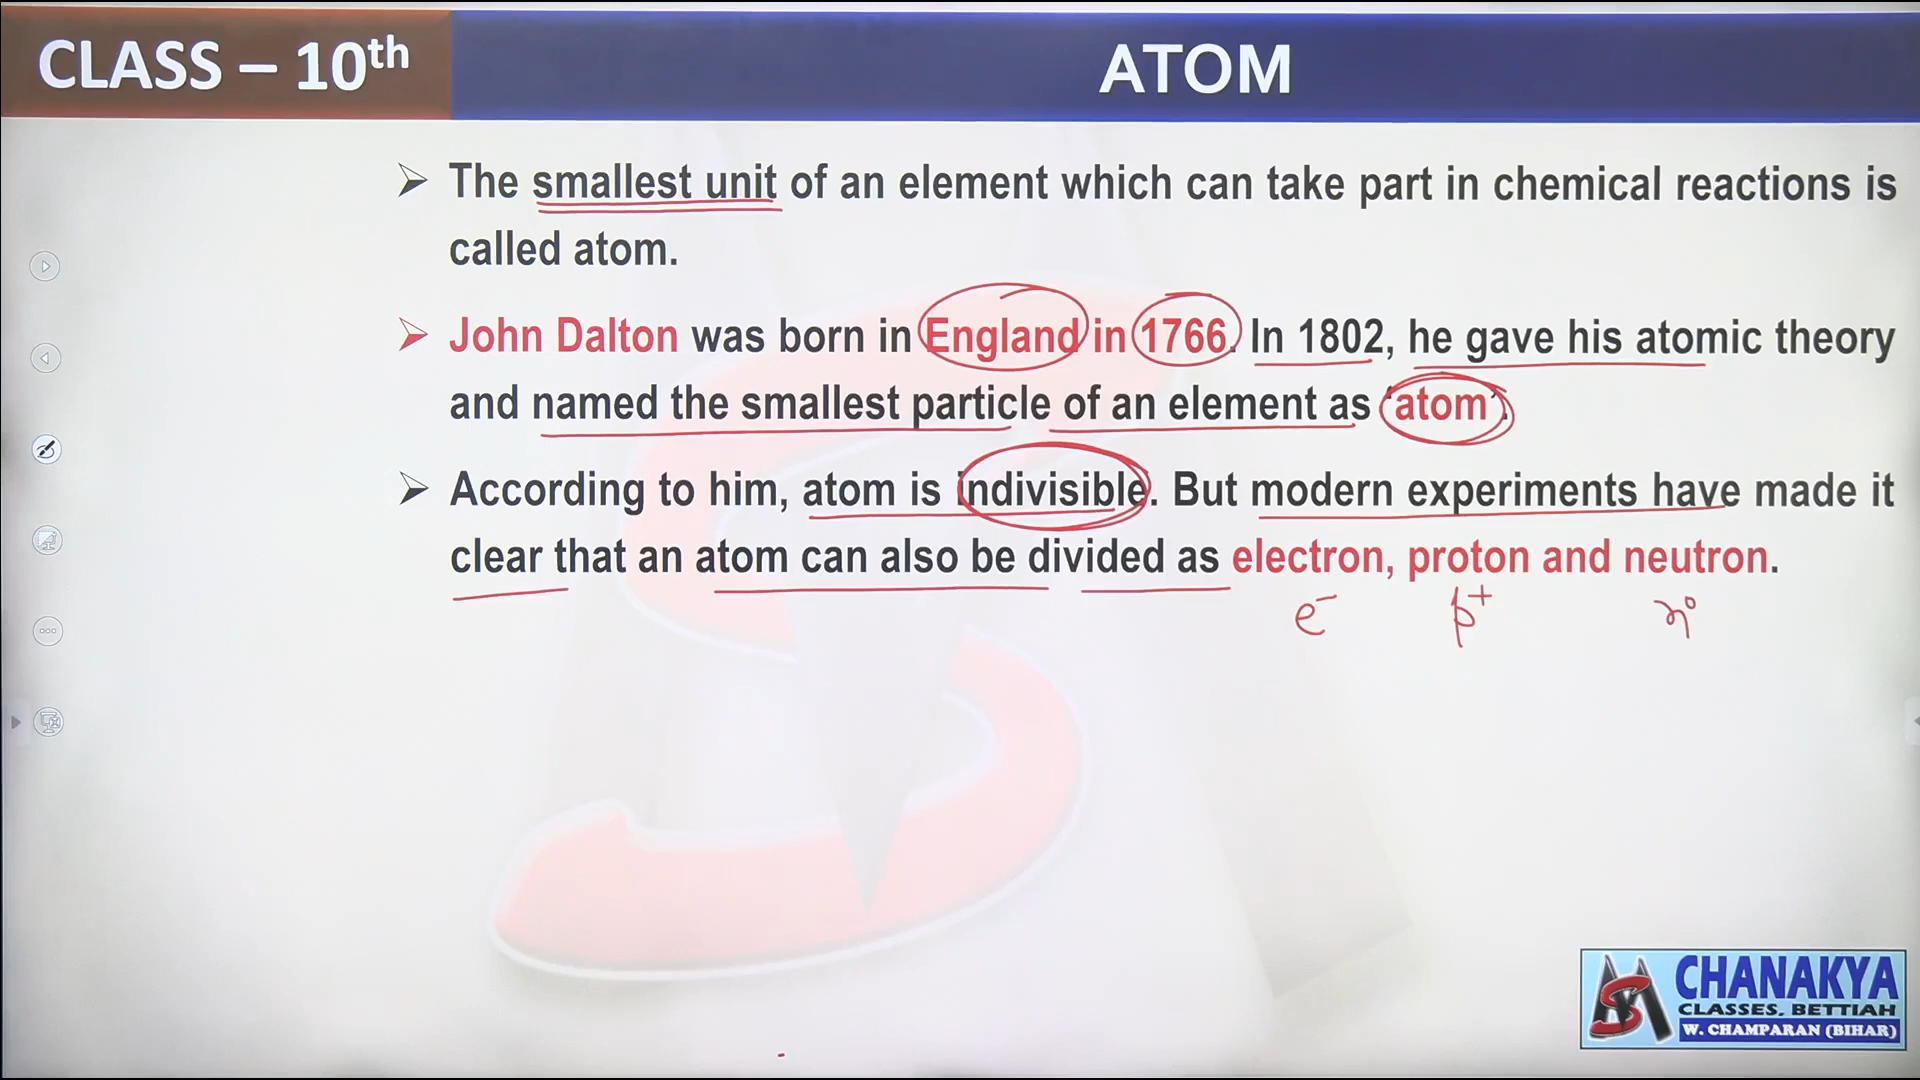 CLASS – 10th
ATOM
➢ The smallest unit of an element which can take part in chemical reactions is
called atom.
➢ John Dalton was born in England in 1766. In 1802, he gave his atomic theory
and named the smallest particle of an element as ‘atom’.
➢ According to him, atom is indivisible. But modern experiments have made it
clear that an atom can also be divided as electron, proton and neutron.
e⁻ p⁺ n⁰
CHANAKYA
CLASSES, BETTIAH
W. CHAMPARAN (BIHAR)